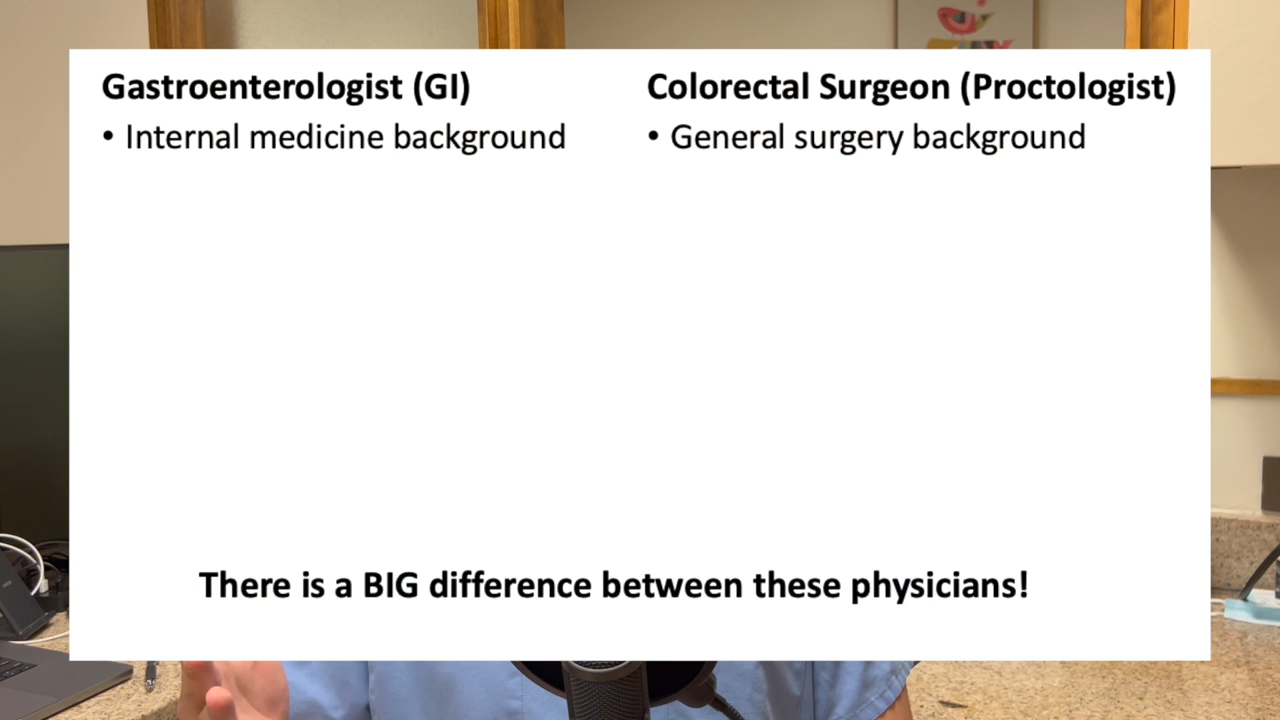 Gastroenterologist (GI)
• Internal medicine background
Colorectal Surgeon (Proctologist)
• General surgery background
There is a BIG difference between these physicians!